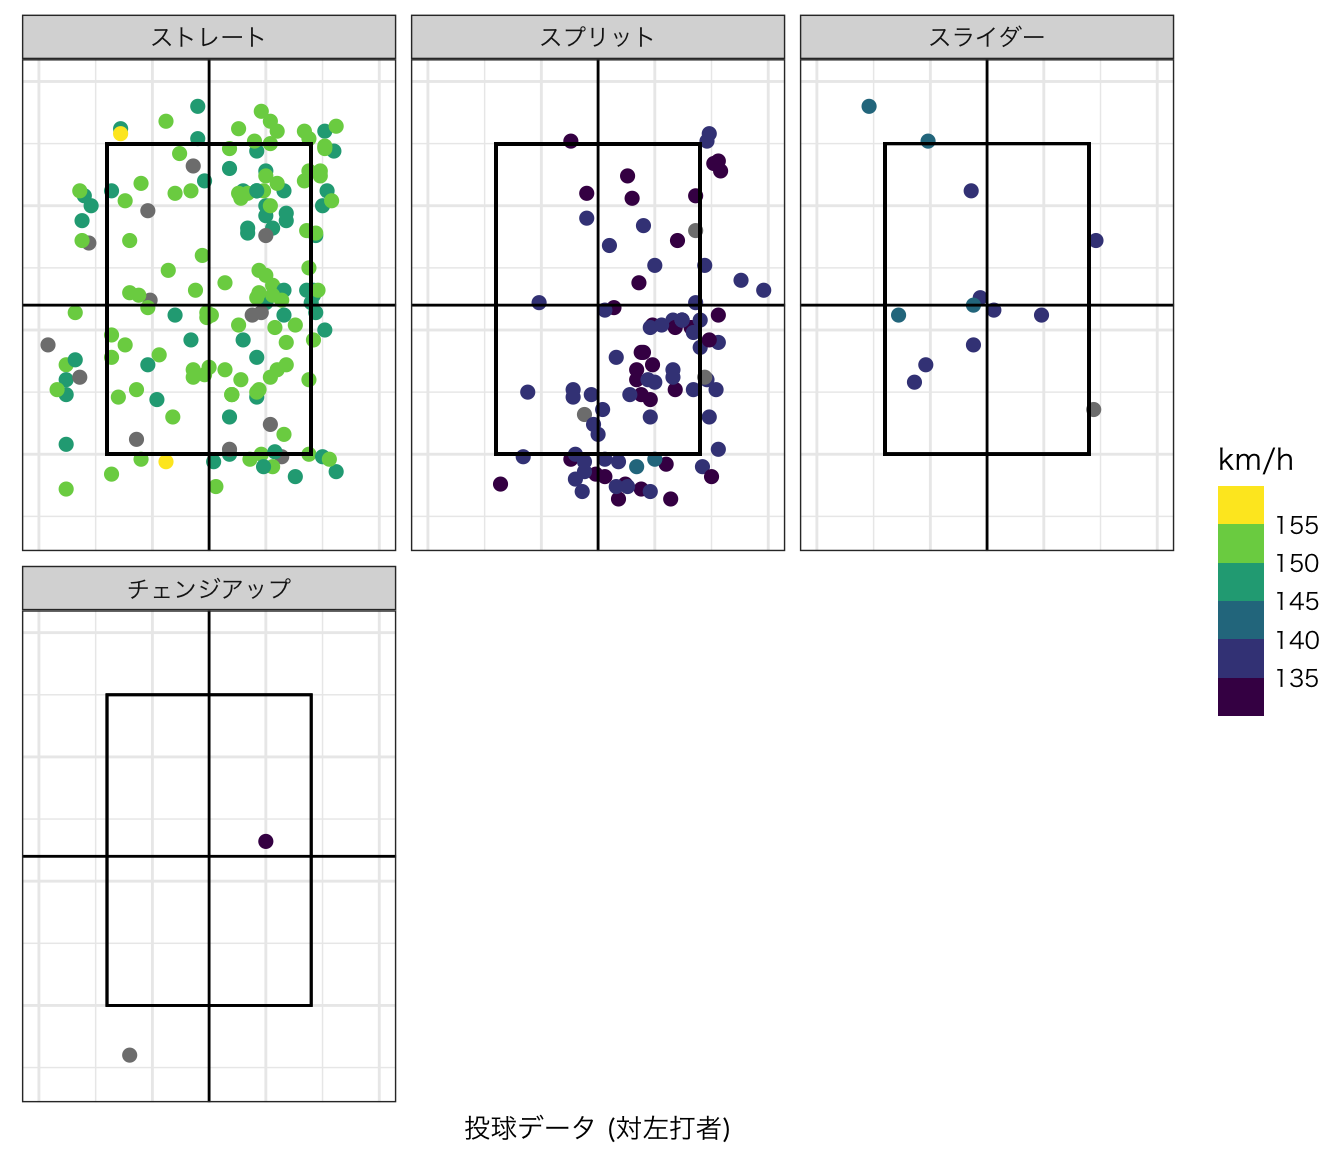 ストレート
スプリット
スライダー
チェンジアップ
km/h
155
150
145
140
135
投球データ (対左打者)